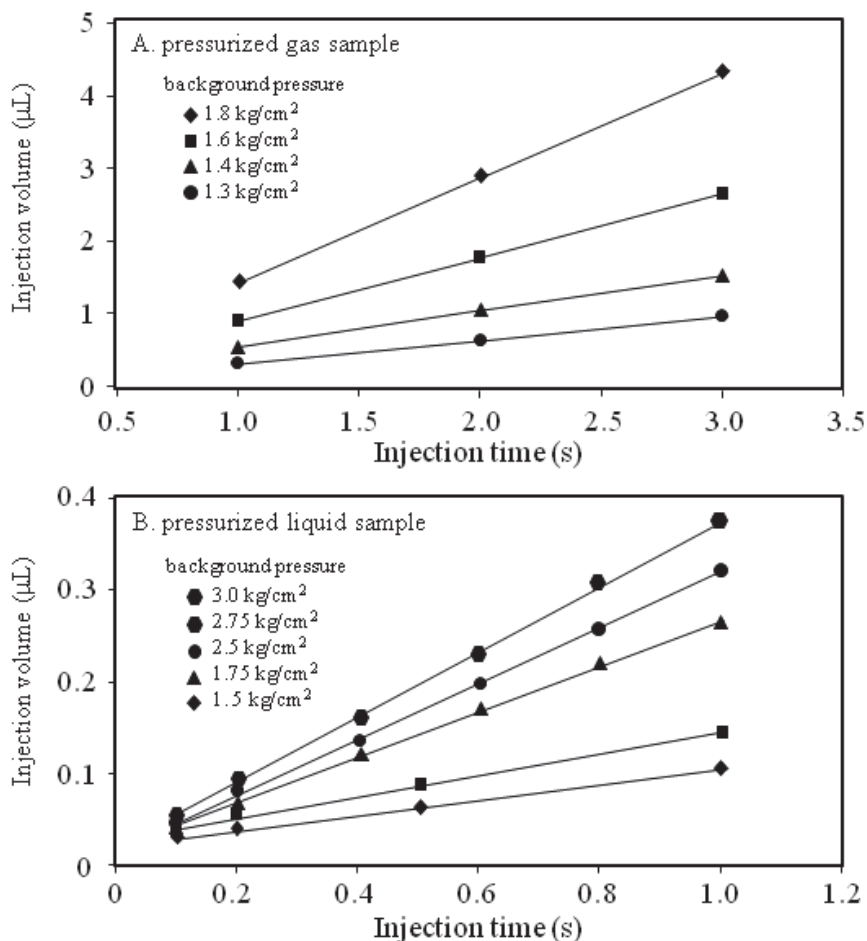 A. pressurized gas sample
background pressure
1.8 kg/cm²
1.6 kg/cm²
1.4 kg/cm²
1.3 kg/cm²
Injection volume (µL)
5
4
3
2
1
0
0.5 1.0 1.5 2.0 2.5 3.0 3.5
Injection time (s)
B. pressurized liquid sample
background pressure
3.0 kg/cm²
2.75 kg/cm²
2.5 kg/cm²
1.75 kg/cm²
1.5 kg/cm²
Injection volume (µL)
0.4
0.3
0.2
0.1
0
0 0.2 0.4 0.6 0.8 1.0 1.2
Injection time (s)